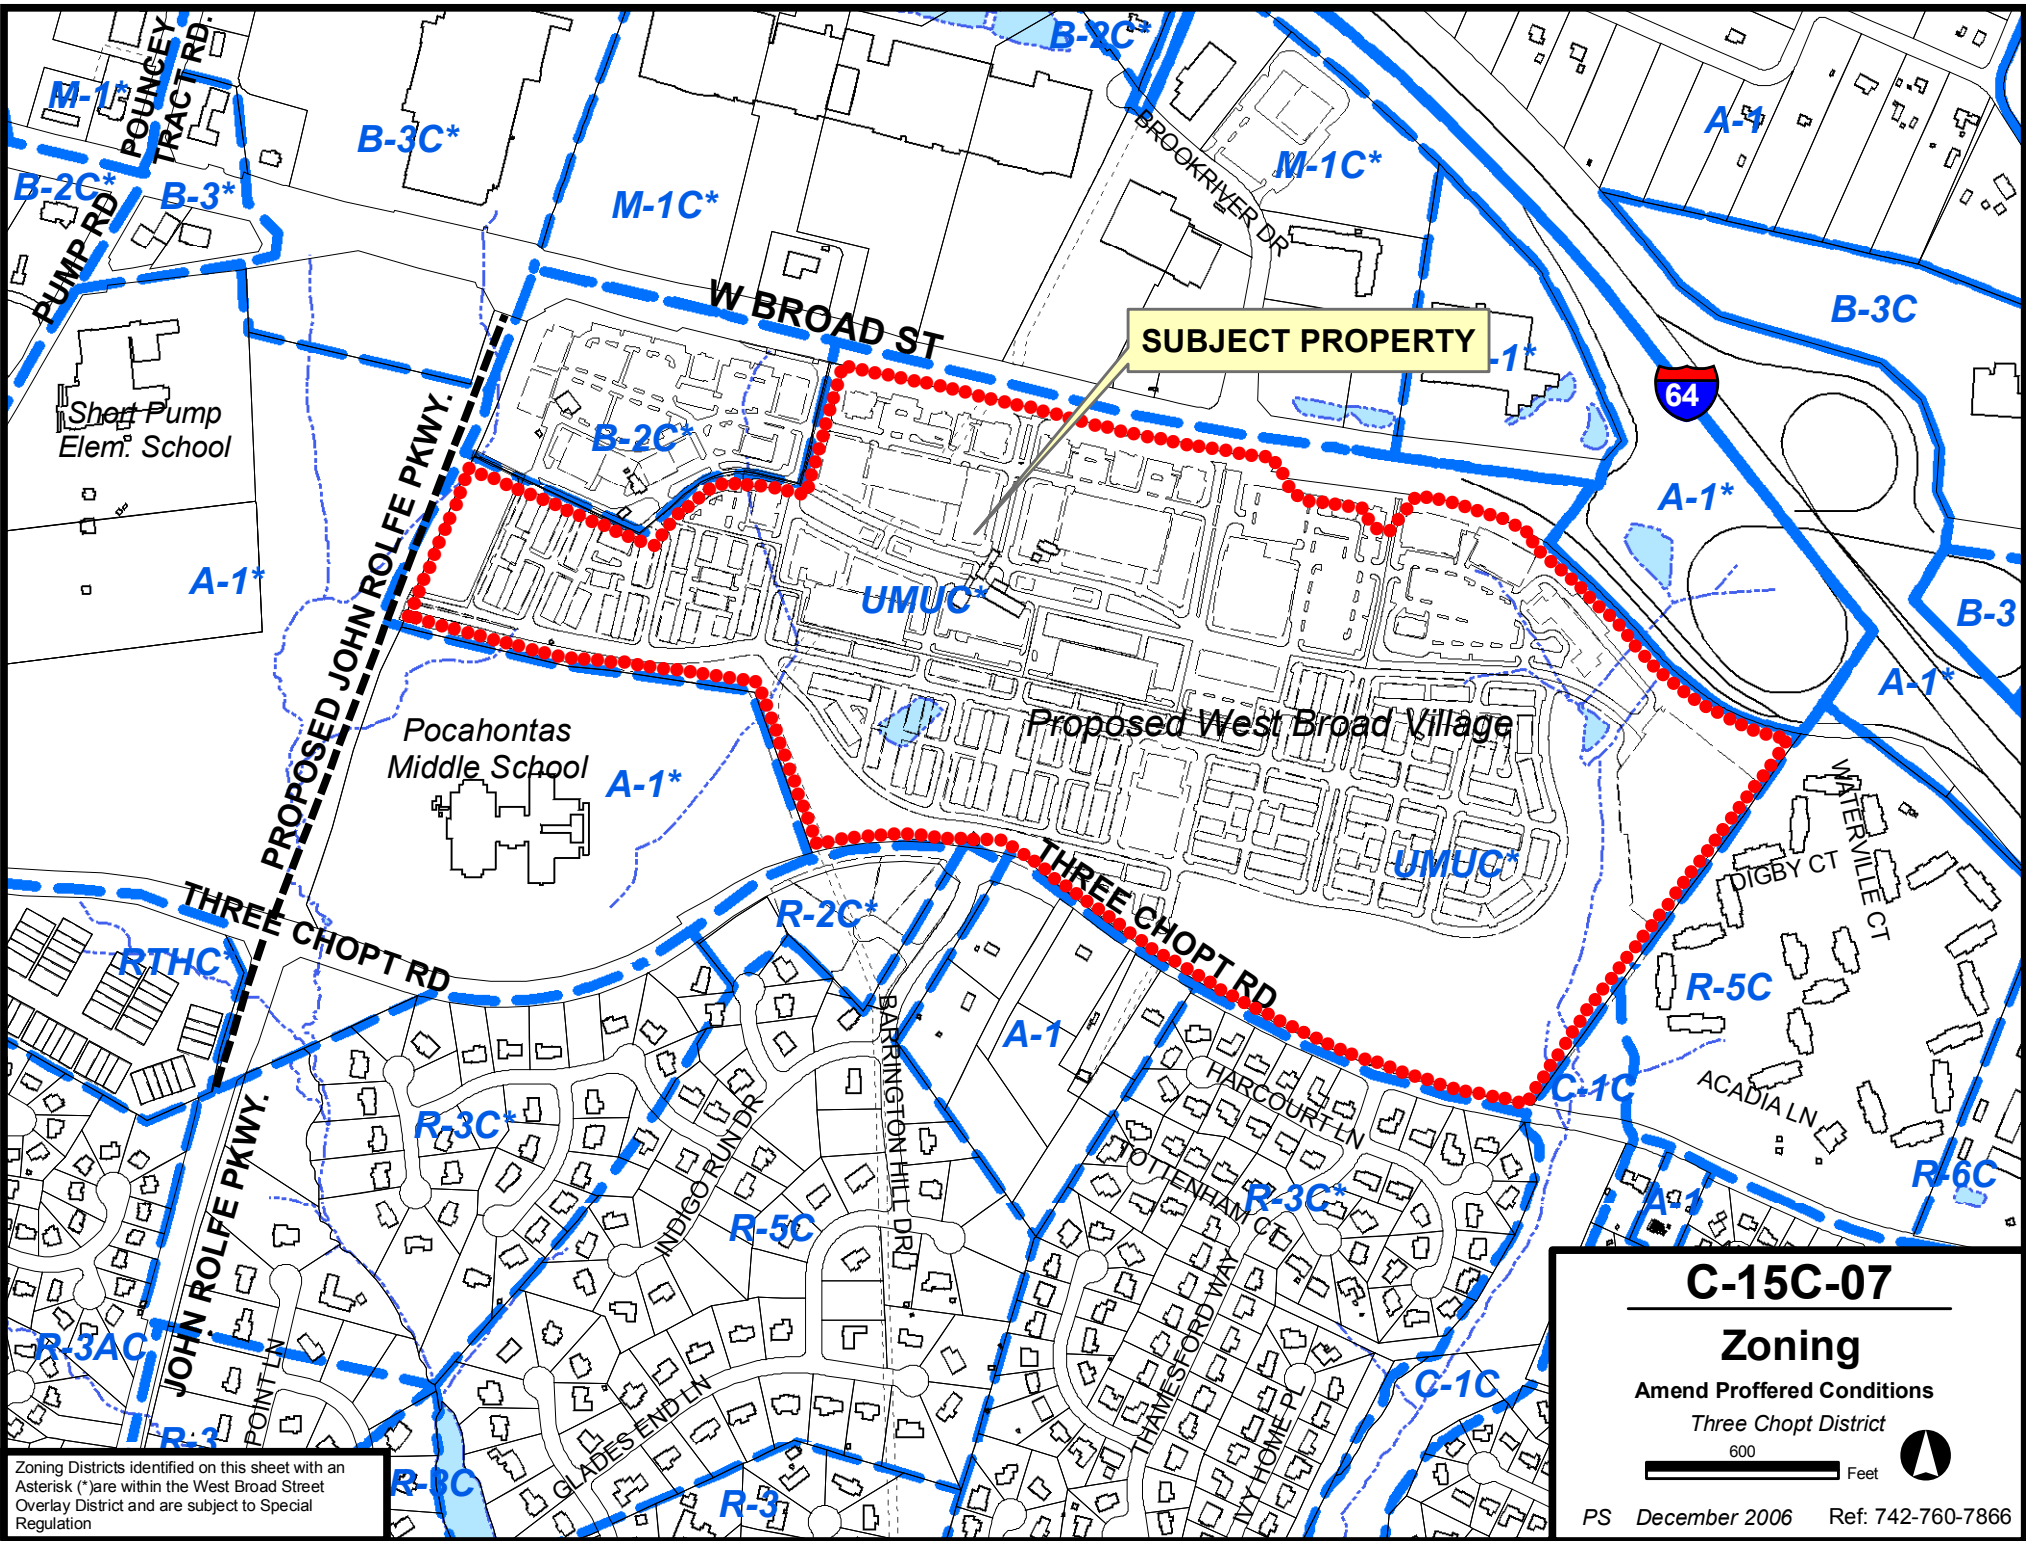 POUNCEY
TRACT RD.
M-1*
B-2C*
B-3C*
B-2C*
B-3*
PUMP RD
M-1C*
BROOKRIVER DR
M-1C*
A-1
B-3C
W BROAD ST
SUBJECT PROPERTY
-1*
64
Short Pump
Elem. School
B-2C*
A-1*
A-1*
UMUC*
B-3
A-1*
PROPOSED JOHN ROLFE PKWY.
Pocahontas
Middle School
A-1*
Proposed West Broad Village
UMUC*
WATERVILLE CT
DIGBY CT
THREE CHOPT RD
THREE CHOPT RD
RTHC*
R-2C*
R-5C
A-1
BARRINGTON HILL DR
C-1C
ACADIA LN
HARCOURT LN
R-3C*
INDIGO RUN DR
TOTTENHAM CT
R-3C*
R-6C
A-1
R-5C
JOHN ROLFE PKWY.
THAMESFORD WAY
R-3AC
POINT LN
C-1C
GLADES END LN
IVY HOME PL
R-3
R-3C
R-3
Zoning Districts identified on this sheet with an
Asterisk (*)are within the West Broad Street
Overlay District and are subject to Special
Regulation
C-15C-07
Zoning
Amend Proffered Conditions
Three Chopt District
600
Feet
PS December 2006 Ref: 742-760-7866